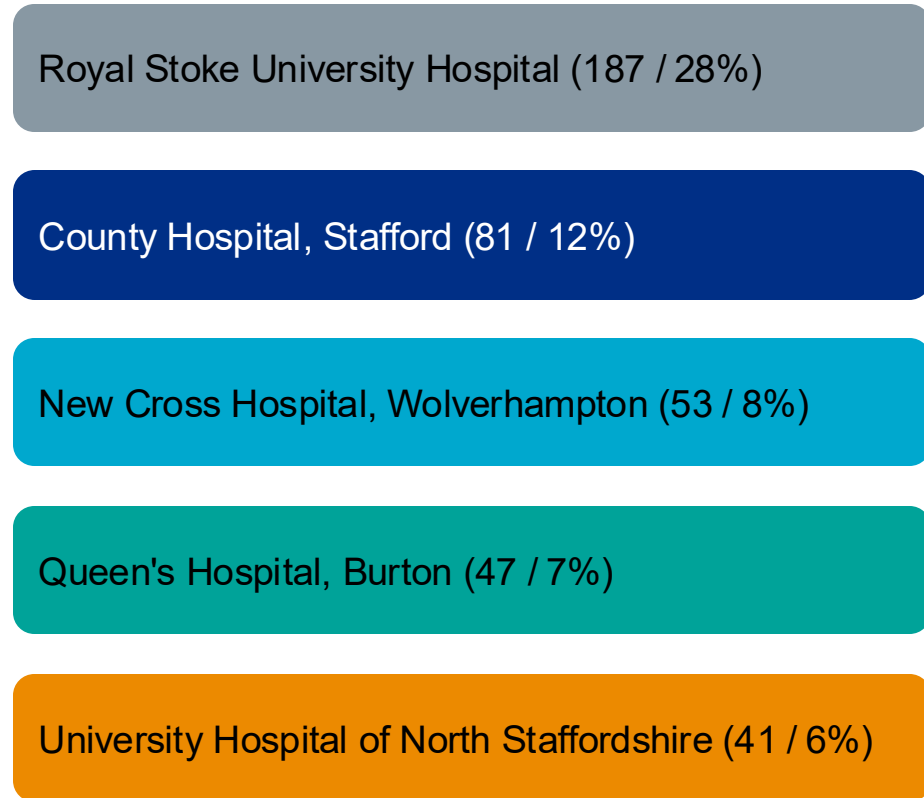 Royal Stoke University Hospital (187 / 28%)
County Hospital, Stafford (81 / 12%)
New Cross Hospital, Wolverhampton (53 / 8%)
Queen's Hospital, Burton (47 / 7%)
University Hospital of North Staffordshire (41 / 6%)